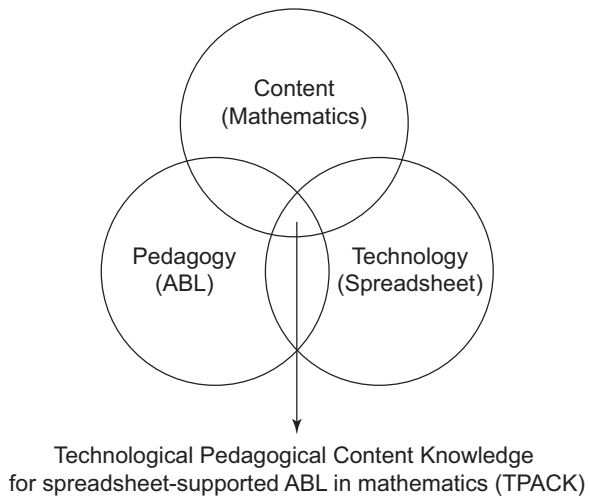 Content
(Mathematics)
Pedagogy
(ABL)
Technology
(Spreadsheet)
Technological Pedagogical Content Knowledge
for spreadsheet-supported ABL in mathematics (TPACK)